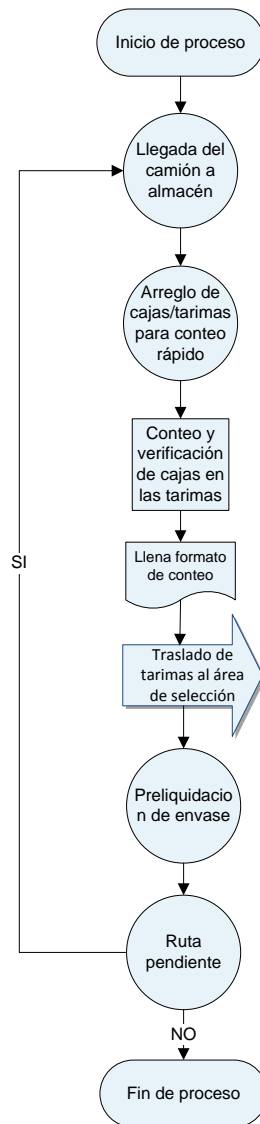 Inicio de proceso
Llegada del
camión a
almacén
Arreglo de
cajas/tarimas
para conteo
rápido
Conteo y
verificación
de cajas en
las tarimas
SI
Llena formato
de conteo
Traslado de
tarimas al área
de selección
Preliquidacio
n de envase
Ruta
pendiente
NO
Fin de proceso